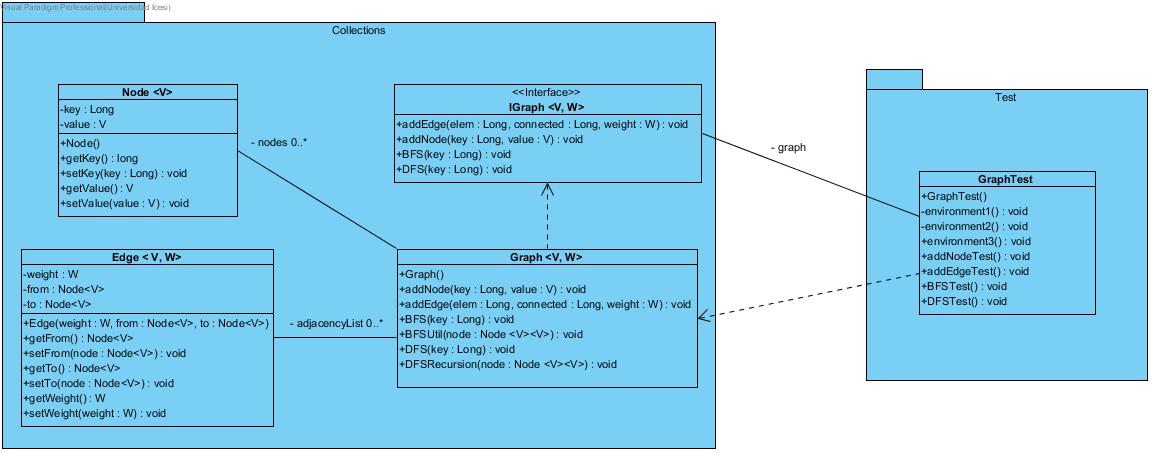 Visual Paradigm Professional(Universidad Icesi)
Collections
Node <V>
-key : Long
-value : V
+Node()
+getKey() : long
+setKey(key : Long) : void
+getValue() : V
+setValue(value : V) : void
- nodes 0..*
<<Interface>>
IGraph <V, W>
+addEdge(elem : Long, connected : Long, weight : W) : void
+addNode(key : Long, value : V) : void
+BFS(key : Long) : void
+DFS(key : Long) : void
- graph
Test
GraphTest
+GraphTest()
-environment1() : void
-environment2() : void
+environment3() : void
+addNodeTest() : void
+addEdgeTest() : void
+BFSTest() : void
+DFSTest() : void
Edge < V, W>
-weight : W
-from : Node<V>
-to : Node<V>
+Edge(weight : W, from : Node<V>, to : Node<V>)
+getFrom() : Node<V>
+setFrom(node : Node<V>) : void
+getTo() : Node<V>
+setTo(node : Node<V>) : void
+getWeight() : W
+setWeight(weight : W) : void
- adjacencyList 0..*
Graph <V, W>
+Graph()
+addNode(key : Long, value : V) : void
+addEdge(elem : Long, connected : Long, weight : W) : void
+BFS(key : Long) : void
+BFSUtil(node : Node <V><V>) : void
+DFS(key : Long) : void
+DFSRecursion(node : Node <V><V>) : void